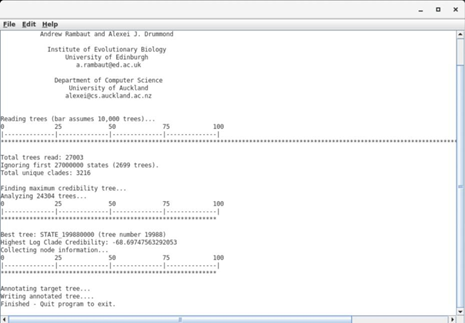 File Edit Help
Andrew Rambaut and Alexei J. Drummond
Institute of Evolutionary Biology
University of Edinburgh
a.rambaut@ed.ac.uk
Department of Computer Science
University of Auckland
alexei@cs.auckland.ac.nz
Reading trees (bar assumes 10,000 trees)...
0 25 50 75 100
|--------------|--------------|--------------|--------------|
***********************************************************************************************************************
Total trees read: 27003
Ignoring first 27000000 states (2699 trees).
Total unique clades: 3216
Finding maximum credibility tree...
Analyzing 24304 trees...
0 25 50 75 100
|--------------|--------------|--------------|--------------|
*************************************************************
Best tree: STATE_199880000 (tree number 19988)
Highest Log Clade Credibility: -68.69747563292053
Collecting node information...
0 25 50 75 100
|--------------|--------------|--------------|--------------|
*************************************************************
Annotating target tree...
Writing annotated tree....
Finished - Quit program to exit.